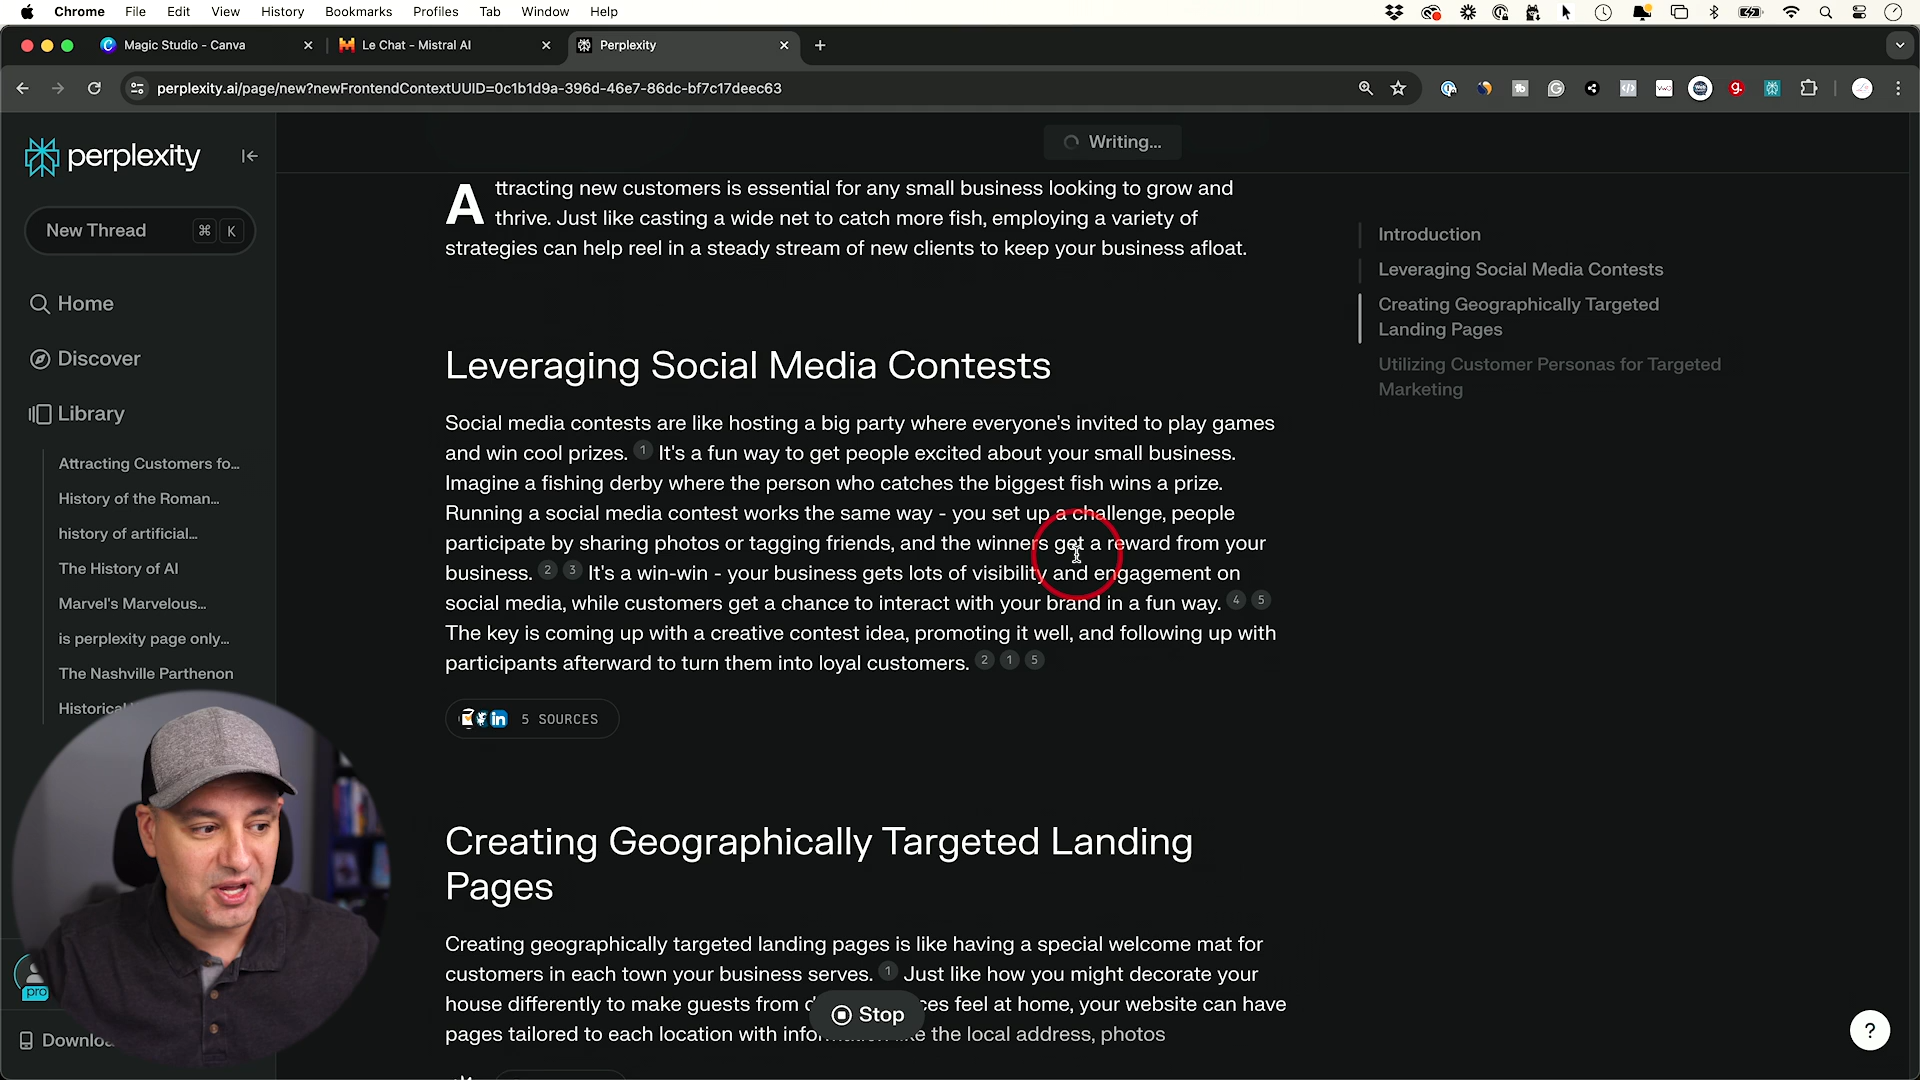 Chrome File Edit View History Bookmarks Profiles Tab Window Help
Magic Studio - Canva
Le Chat - Mistral AI
Perplexity
perplexity.ai/page/new?newFrontendContextUUID=0c1b1d9a-396d-46e7-86dc-bf7c17deec63
perplexity
New Thread ⌘ K
Home
Discover
Library
Attracting Customers fo...
History of the Roman...
history of artificial...
The History of AI
Marvel's Marvelous...
is perplexity page only...
The Nashville Parthenon
pro
Writing...
Attracting new customers is essential for any small business looking to grow and
thrive. Just like casting a wide net to catch more fish, employing a variety of
strategies can help reel in a steady stream of new clients to keep your business afloat.
Leveraging Social Media Contests
Social media contests are like hosting a big party where everyone's invited to play games
and win cool prizes. 1 It's a fun way to get people excited about your small business.
Imagine a fishing derby where the person who catches the biggest fish wins a prize.
Running a social media contest works the same way - you set up a challenge, people
participate by sharing photos or tagging friends, and the winners get a reward from your
business. 2 3 It's a win-win - your business gets lots of visibility and engagement on
social media, while customers get a chance to interact with your brand in a fun way. 4 5
The key is coming up with a creative contest idea, promoting it well, and following up with
participants afterward to turn them into loyal customers. 2 1 5
in 5 SOURCES
Creating Geographically Targeted Landing
Pages
Creating geographically targeted landing pages is like having a special welcome mat for
customers in each town your business serves. 1 Just like how you might decorate your
house differently to make guests from feel at home, your website can have
pages tailored to each location with the local address, photos
Stop
Introduction
Leveraging Social Media Contests
Creating Geographically Targeted
Landing Pages
Utilizing Customer Personas for Targeted
Marketing
?